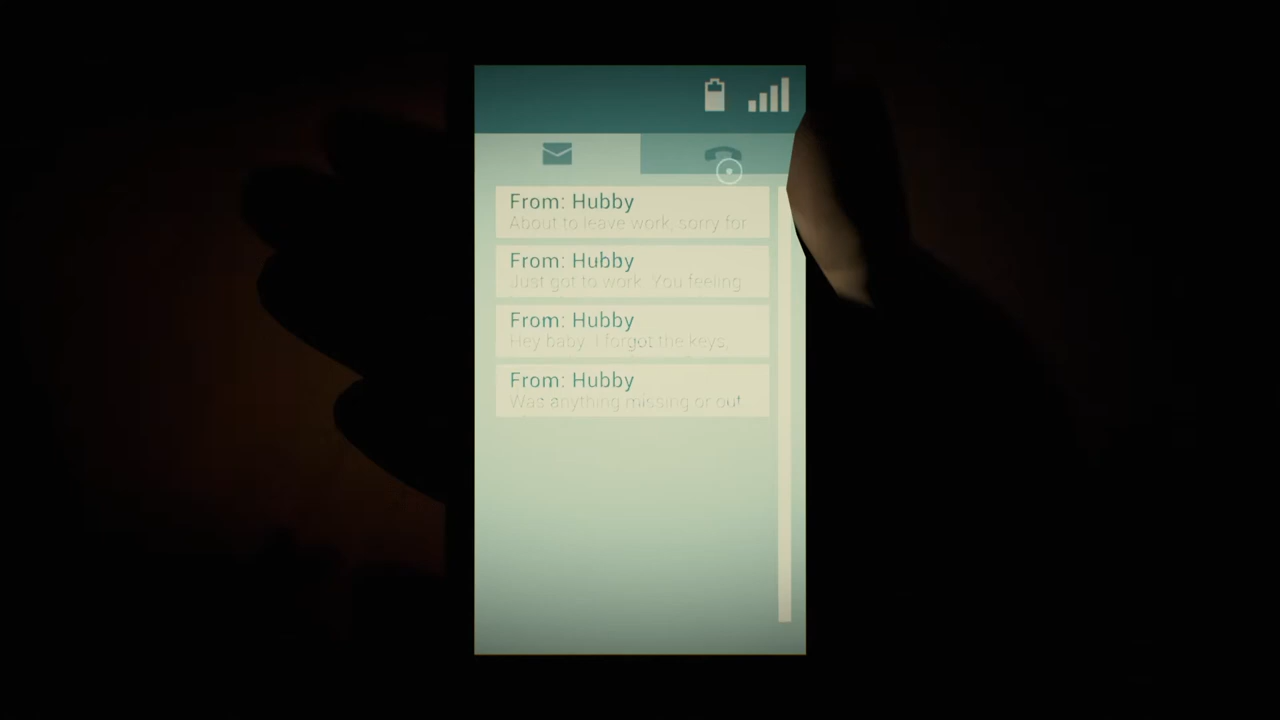 From: Hubby
About to leave work, sorry for
From: Hubby
Just got to work. You feeling
From: Hubby
Hey baby. I forgot the keys,
From: Hubby
Was anything missing or out